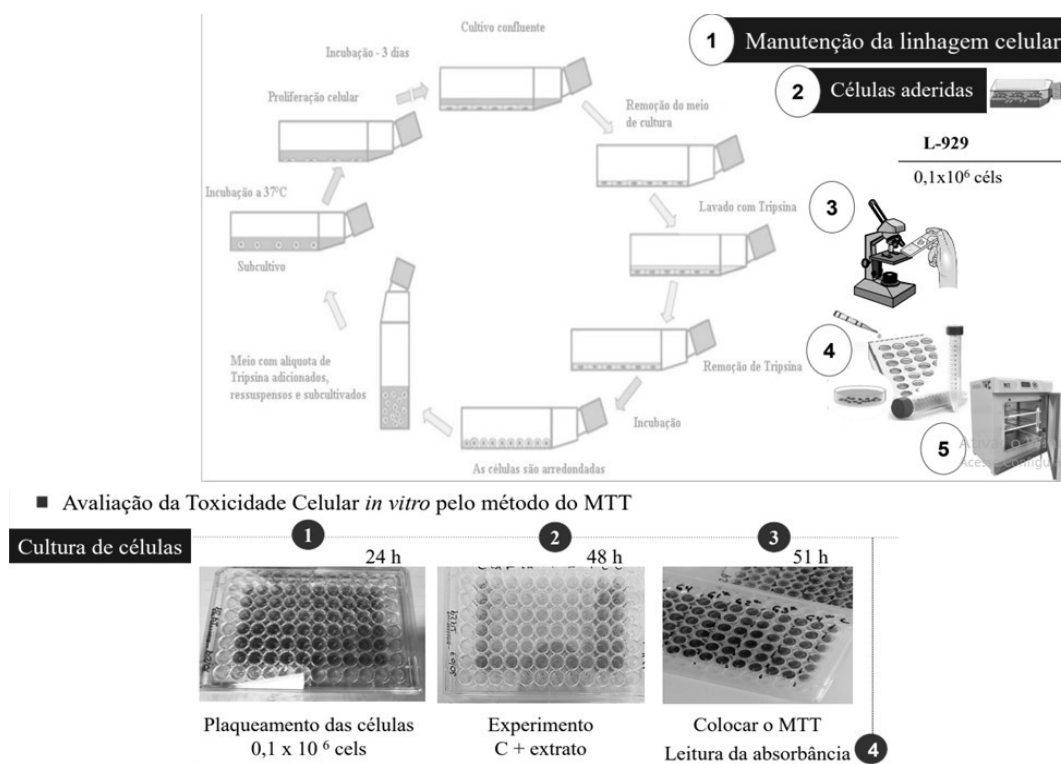 Cultivo confluente
Incubação - 3 dias
Proliferação celular
Incubação a 37ºC
Subcultivo
Meio com alíquota de
Tripsina adicionados,
ressuspensos e subcultivados
As células são arredondadas
Incubação
Remoção de Tripsina
Lavado com Tripsina
Remoção do meio
de cultura
1 Manutenção da linhagem celular
2 Células aderidas
L-929
0,1x10⁶ céls
3
4
5
■ Avaliação da Toxicidade Celular in vitro pelo método do MTT
Cultura de células
1
24 h
Plaqueamento das células
0,1 x 10 ⁶ cels
2
48 h
Experimento
C + extrato
3
51 h
Colocar o MTT
Leitura da absorbância
4